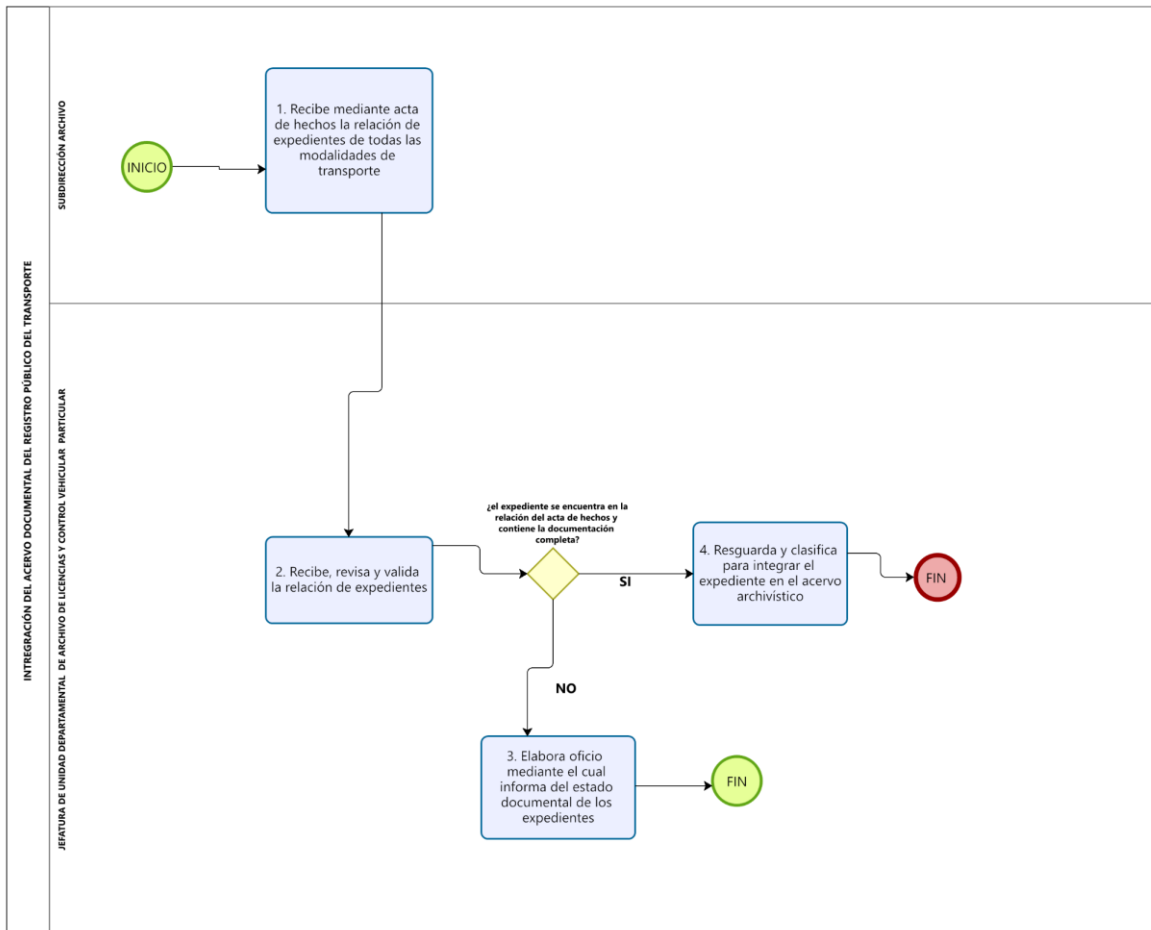 INTREGRACIÓN DEL ACERVO DOCUMENTAL DEL REGISTRO PÚBLICO DEL TRANSPORTE
SUBDIRECCIÓN ARCHIVO
INICIO
1. Recibe mediante acta
de hechos la relación de
expedientes de todas las
modalidades de
transporte
JEFATURA DE UNIDAD DEPARTAMENTAL DE ARCHIVO DE LICENCIAS Y CONTROL VEHICULAR PARTICULAR
2. Recibe, revisa y valida
la relación de expedientes
¿el expediente se encuentra en la
relación del acta de hechos y
contiene la documentación
completa?
SI
4. Resguarda y clasifica
para integrar el
expediente en el acervo
archivístico
FIN
NO
3. Elabora oficio
mediante el cual
informa del estado
documental de los
expedientes
FIN